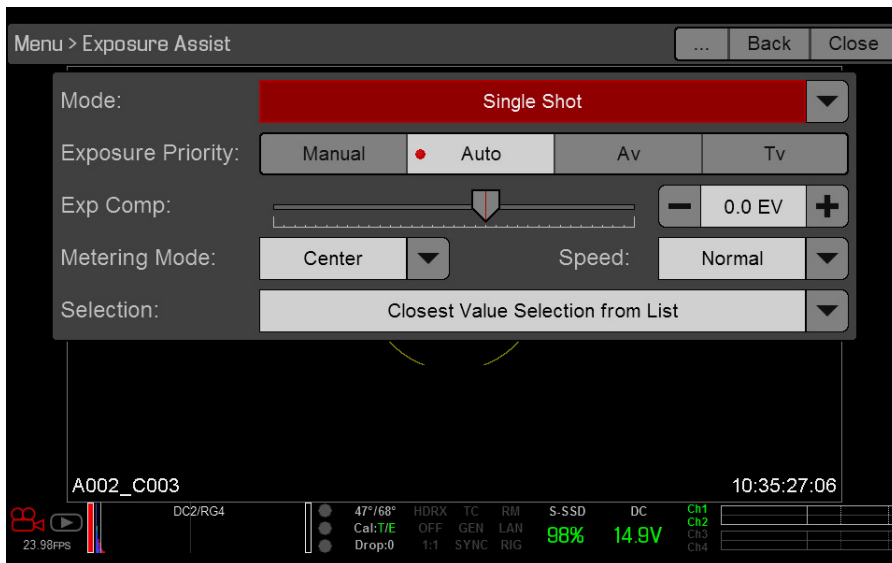 Menu > Exposure Assist ... Back Close
Mode: Single Shot
Exposure Priority: Manual Auto Av Tv
Exp Comp: 0.0 EV
Metering Mode: Center Speed: Normal
Selection: Closest Value Selection from List
A002_C003 10:35:27:06
DC2/RG4 47°/68° HDRX TC RM S-SSD DC Ch1
Cal:T/E OFF GEN LAN 98% 14.9V Ch2
23.98FPS Drop:0 1:1 SYNC RIG Ch3
Ch4